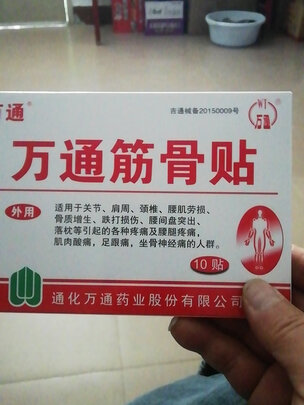 万通®
吉通械备20150009号
WT
万通
万通筋骨贴
外用
适用于关节、肩周、颈椎、腰肌劳损、
骨质增生、跌打损伤、腰间盘突出、
落枕等引起的各种疼痛及腰腿疼痛，
肌肉酸痛，足跟痛，坐骨神经痛的人群。
10贴
通化万通药业股份有限公司